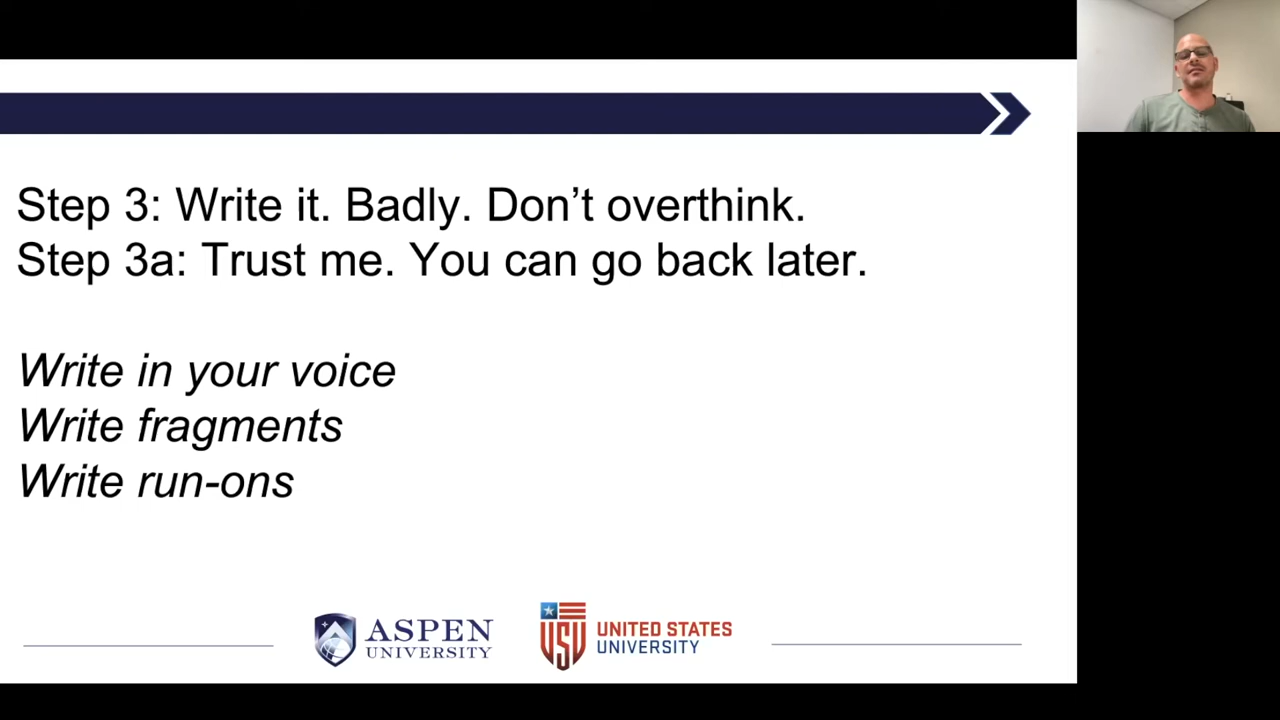 Step 3: Write it. Badly. Don’t overthink.
Step 3a: Trust me. You can go back later.
Write in your voice
Write fragments
Write run-ons
ASPEN
UNIVERSITY
USU
UNITED STATES
UNIVERSITY